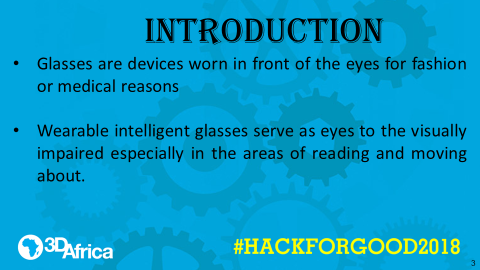 INTRODUCTION
• Glasses are devices worn in front of the eyes for fashion
or medical reasons
• Wearable intelligent glasses serve as eyes to the visually
impaired especially in the areas of reading and moving
about.
3DAfrica
#HACKFORGOOD2018
3